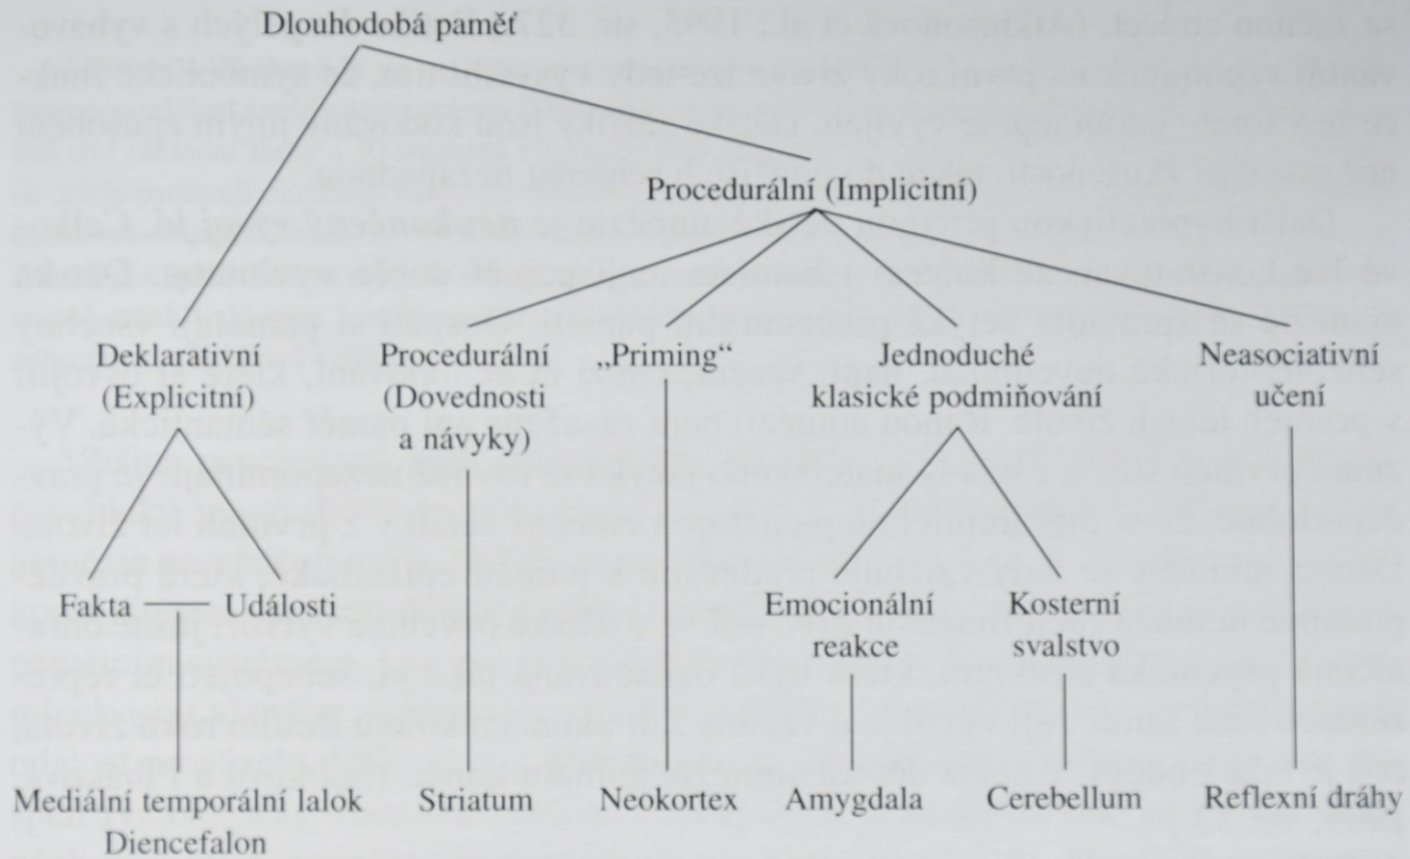 Dlouhodobá paměť
Procedurální (Implicitní)
Deklarativní
(Explicitní)
Procedurální
(Dovednosti
a návyky)
„Priming“
Jednoduché
klasické podmiňování
Neasociativní
učení
Fakta
Události
Emocionální
reakce
Kosterní
svalstvo
Mediální temporální lalok
Diencefalon
Striatum
Neokortex
Amygdala
Cerebellum
Reflexní dráhy